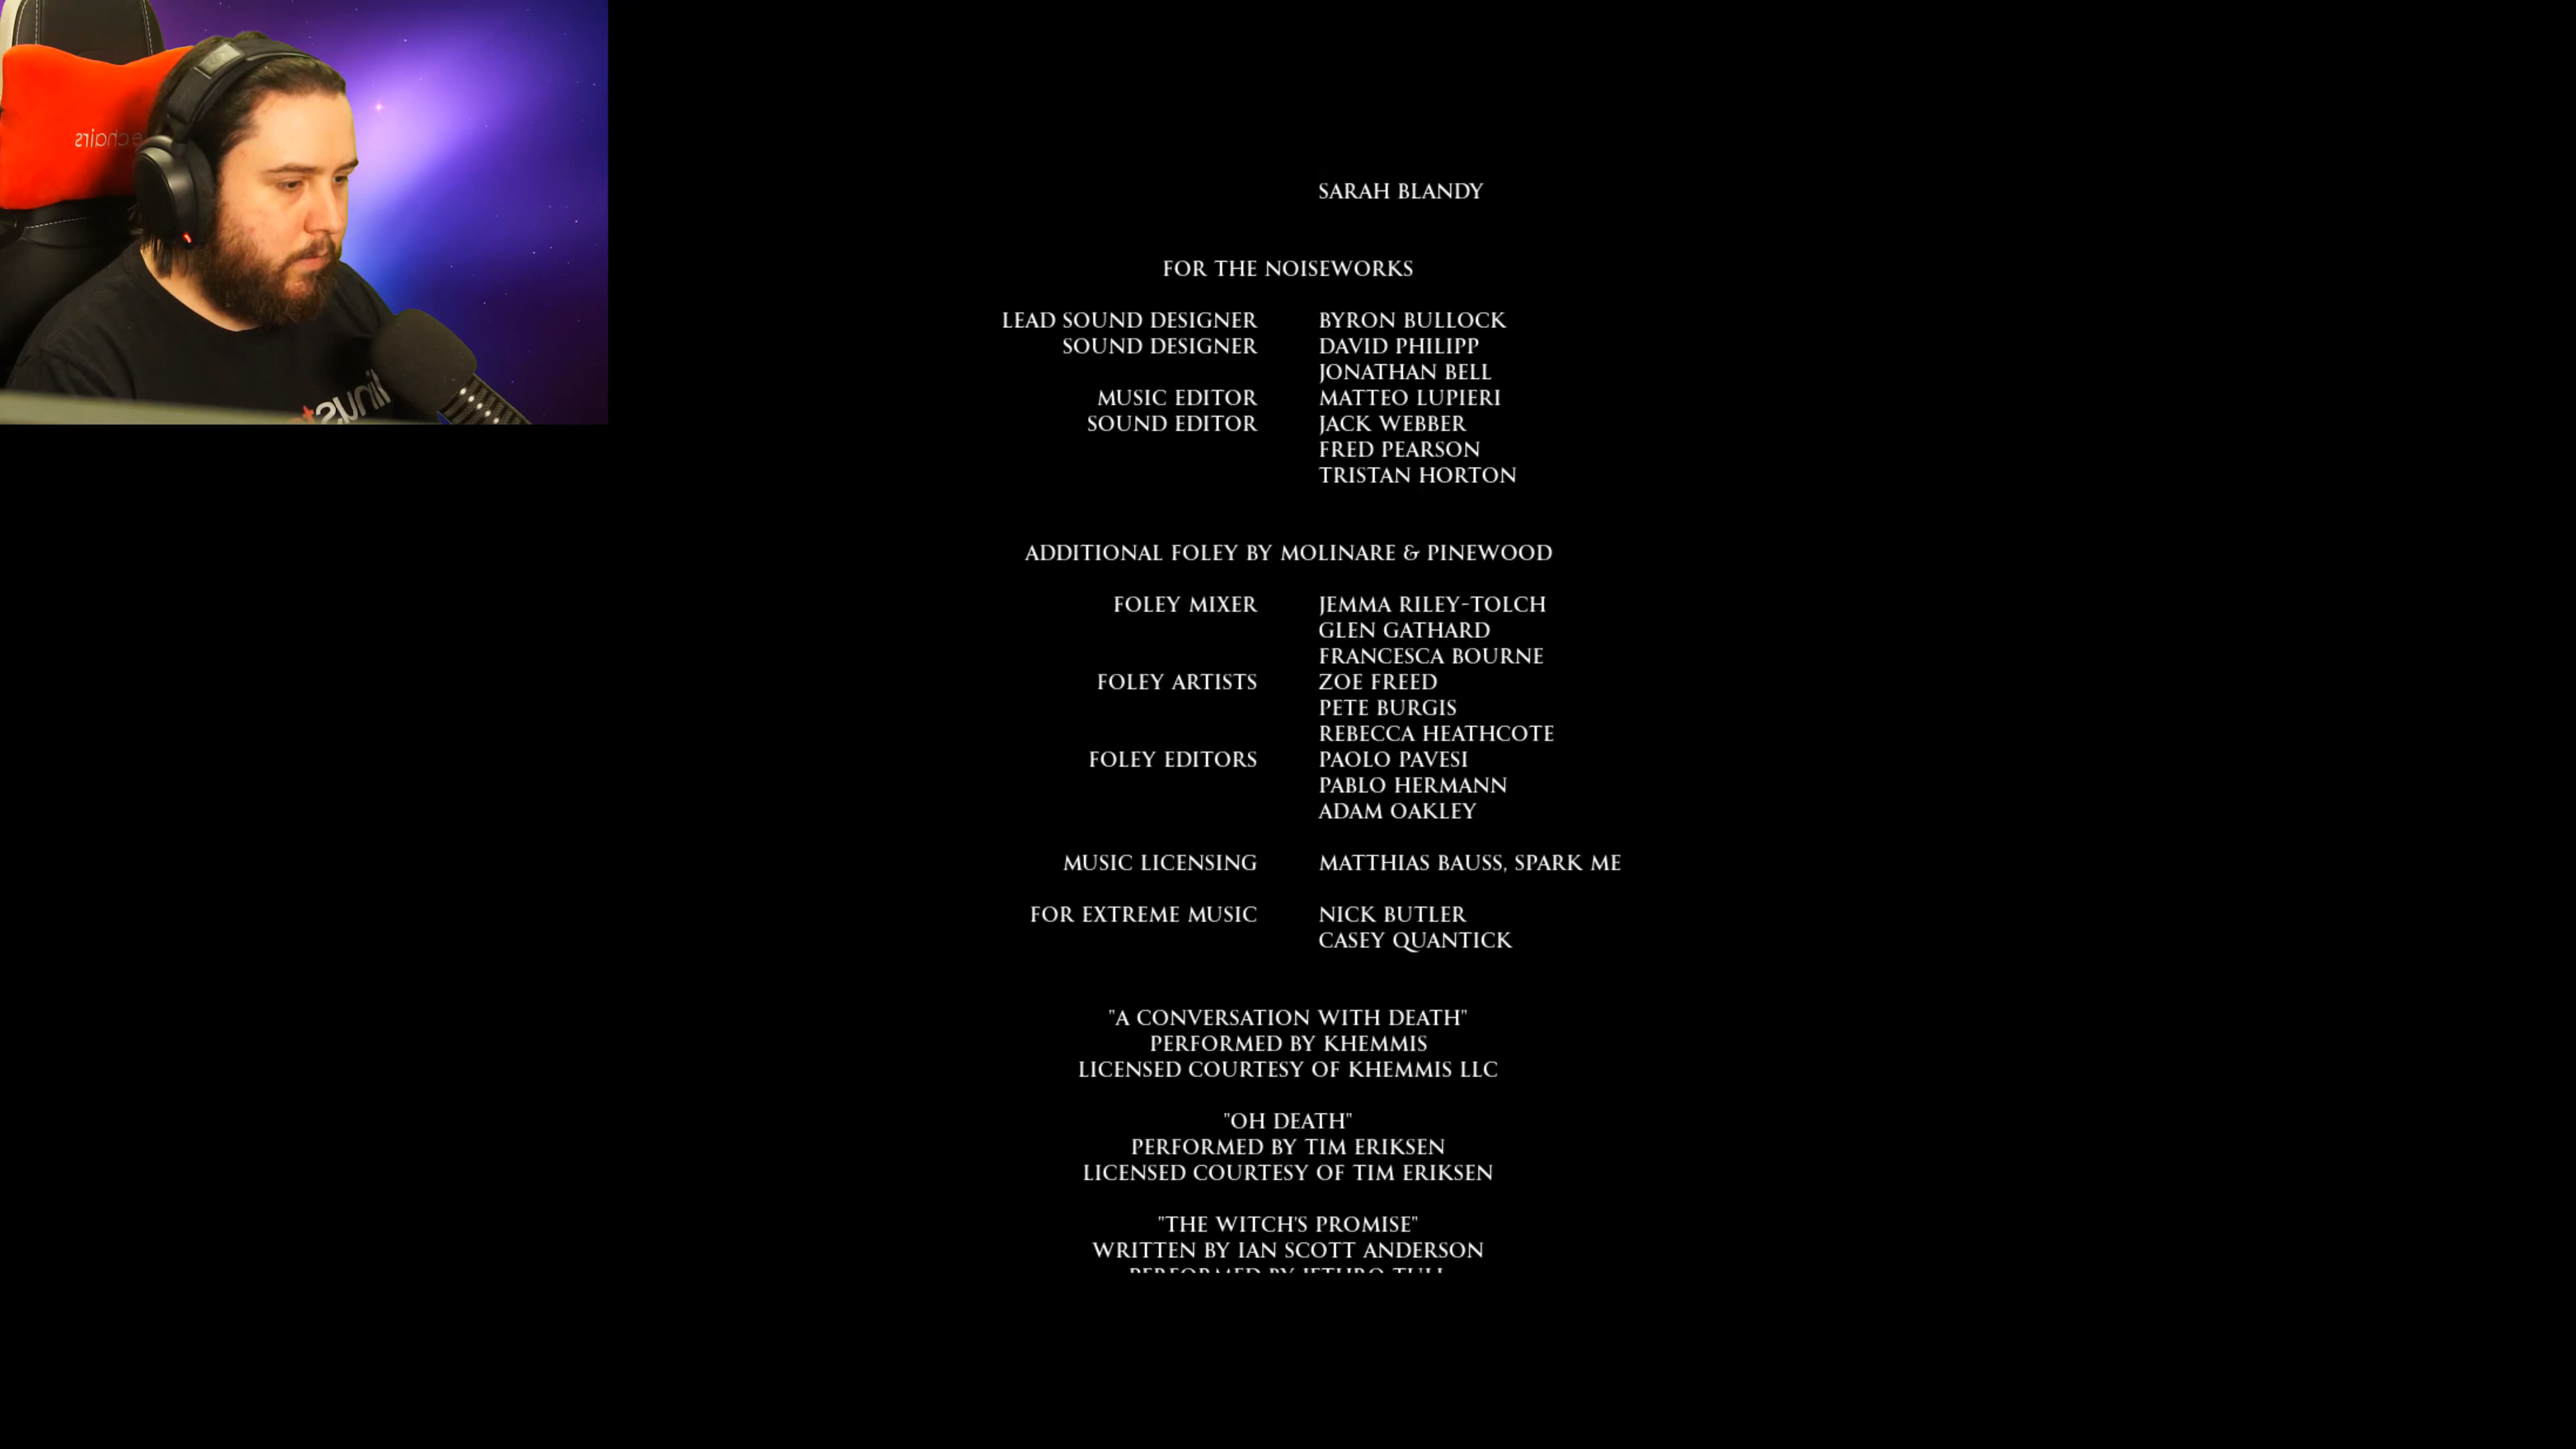 SARAH BLANDY
FOR THE NOISEWORKS
LEAD SOUND DESIGNER BYRON BULLOCK
SOUND DESIGNER DAVID PHILIPP
JONATHAN BELL
MUSIC EDITOR MATTEO LUPIERI
SOUND EDITOR JACK WEBBER
FRED PEARSON
TRISTAN HORTON
ADDITIONAL FOLEY BY MOLINARE & PINEWOOD
FOLEY MIXER JEMMA RILEY-TOLCH
GLEN GATHARD
FRANCESCA BOURNE
FOLEY ARTISTS ZOE FREED
PETE BURGIS
REBECCA HEATHCOTE
FOLEY EDITORS PAOLO PAVESI
PABLO HERMANN
ADAM OAKLEY
MUSIC LICENSING MATTHIAS BAUSS, SPARK ME
FOR EXTREME MUSIC NICK BUTLER
CASEY QUANTICK
"A CONVERSATION WITH DEATH"
PERFORMED BY KHEMMIS
LICENSED COURTESY OF KHEMMIS LLC
"OH DEATH"
PERFORMED BY TIM ERIKSEN
LICENSED COURTESY OF TIM ERIKSEN
"THE WITCH'S PROMISE"
WRITTEN BY IAN SCOTT ANDERSON
PERFORMED BY JETHRO TULL